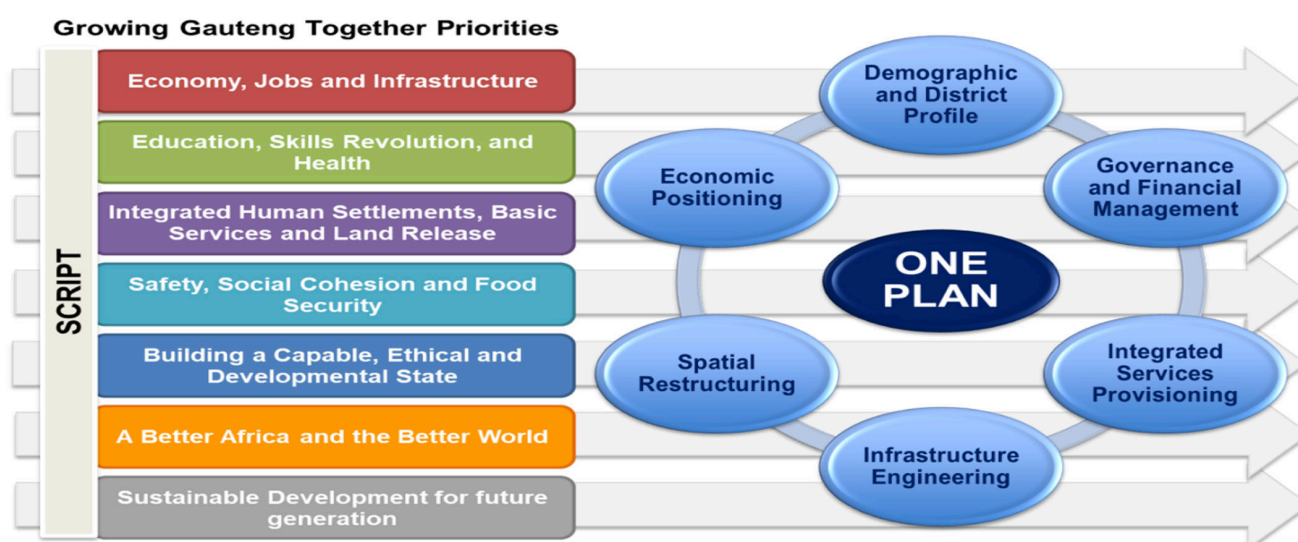 Growing Gauteng Together Priorities
SCRIPT
Economy, Jobs and Infrastructure
Education, Skills Revolution, and
Health
Integrated Human Settlements, Basic
Services and Land Release
Safety, Social Cohesion and Food
Security
Building a Capable, Ethical and
Developmental State
A Better Africa and the Better World
Sustainable Development for future
generation
Demographic
and District
Profile
Governance
and Financial
Management
Integrated
Services
Provisioning
Infrastructure
Engineering
Spatial
Restructuring
Economic
Positioning
ONE
PLAN